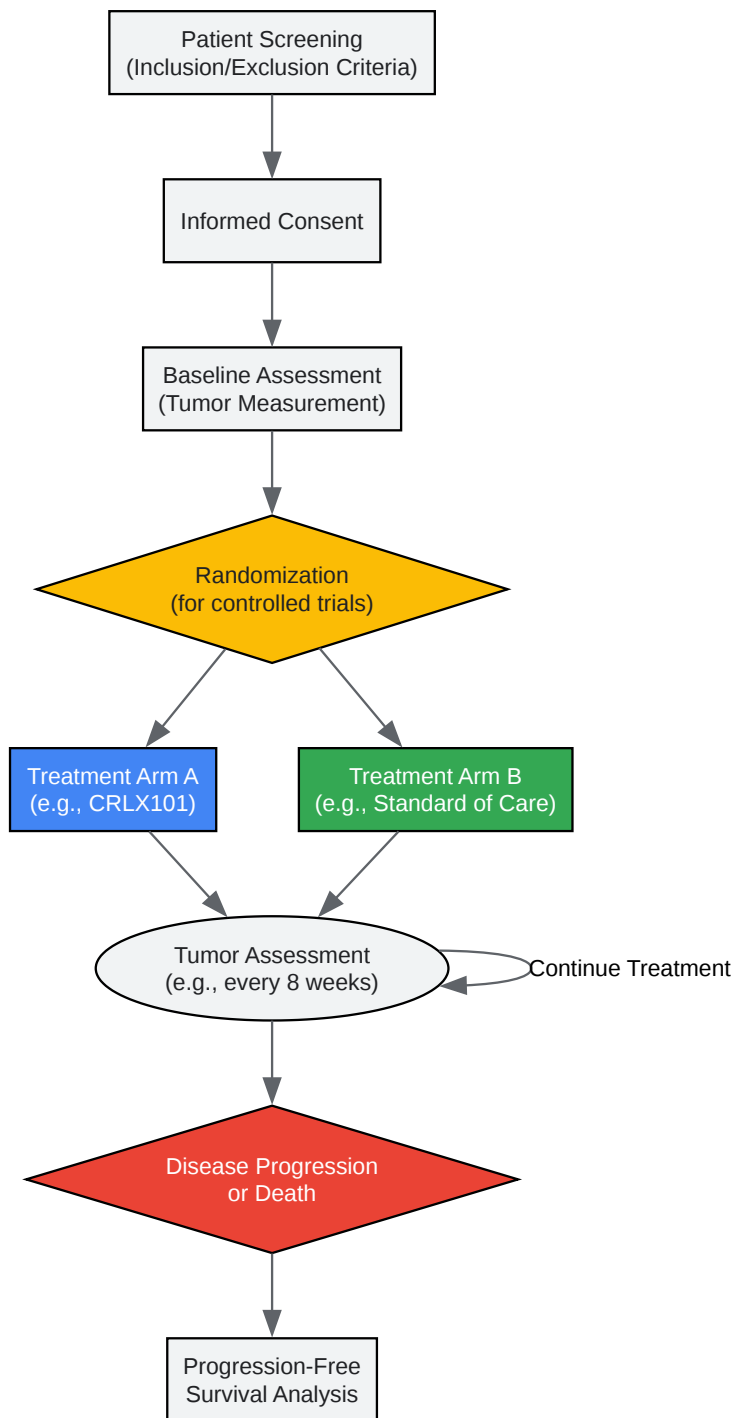 Patient Screening
(Inclusion/Exclusion Criteria)
Informed Consent
Baseline Assessment
(Tumor Measurement)
Randomization
(for controlled trials)
Treatment Arm A
(e.g., CRLX101)
Treatment Arm B
(e.g., Standard of Care)
Tumor Assessment
(e.g., every 8 weeks)
Continue Treatment
Disease Progression
or Death
Progression-Free
Survival Analysis